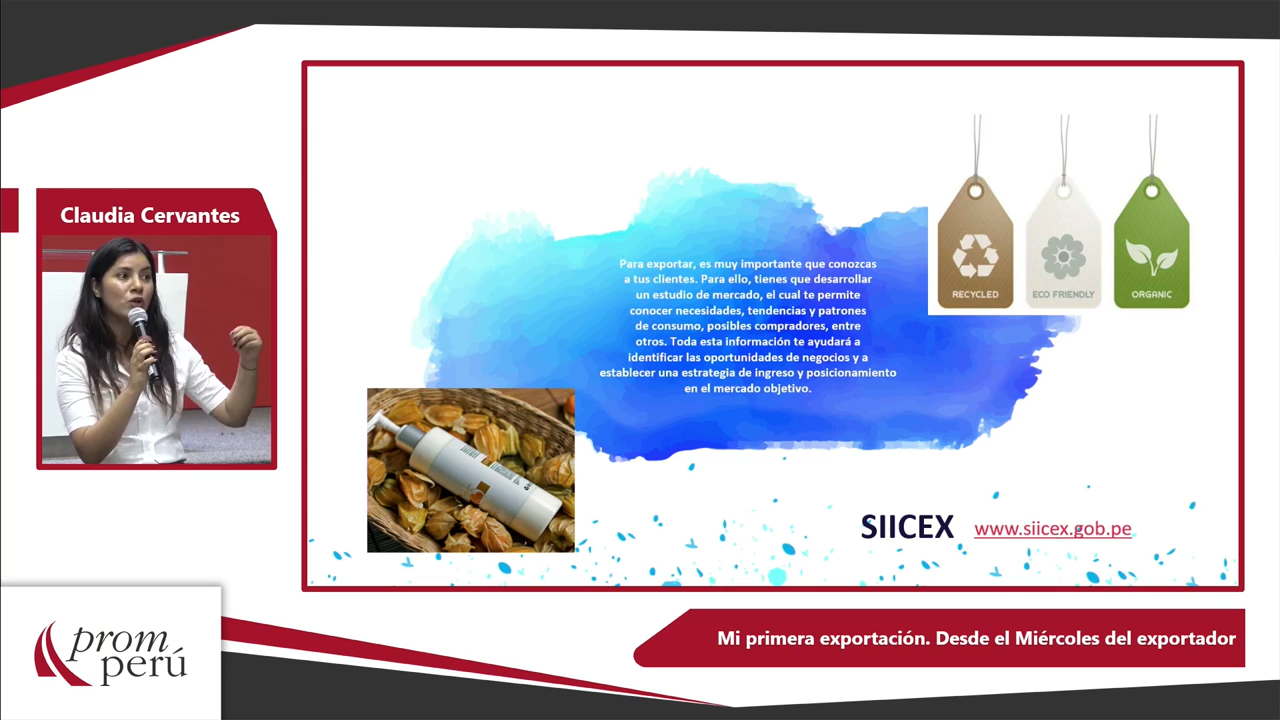 Claudia Cervantes
RECYCLED
ECO FRIENDLY
ORGANIC
Para exportar, es muy importante que conozcas
a tus clientes. Para ello, tienes que desarrollar
un estudio de mercado, el cual te permite
conocer necesidades, tendencias y patrones
de consumo, posibles compradores, entre
otros. Toda esta información te ayudará a
identificar las oportunidades de negocios y a
establecer una estrategia de ingreso y posicionamiento
en el mercado objetivo.
SIICEX www.siicex.gob.pe
Mi primera exportación. Desde el Miércoles del exportador
prom
perú